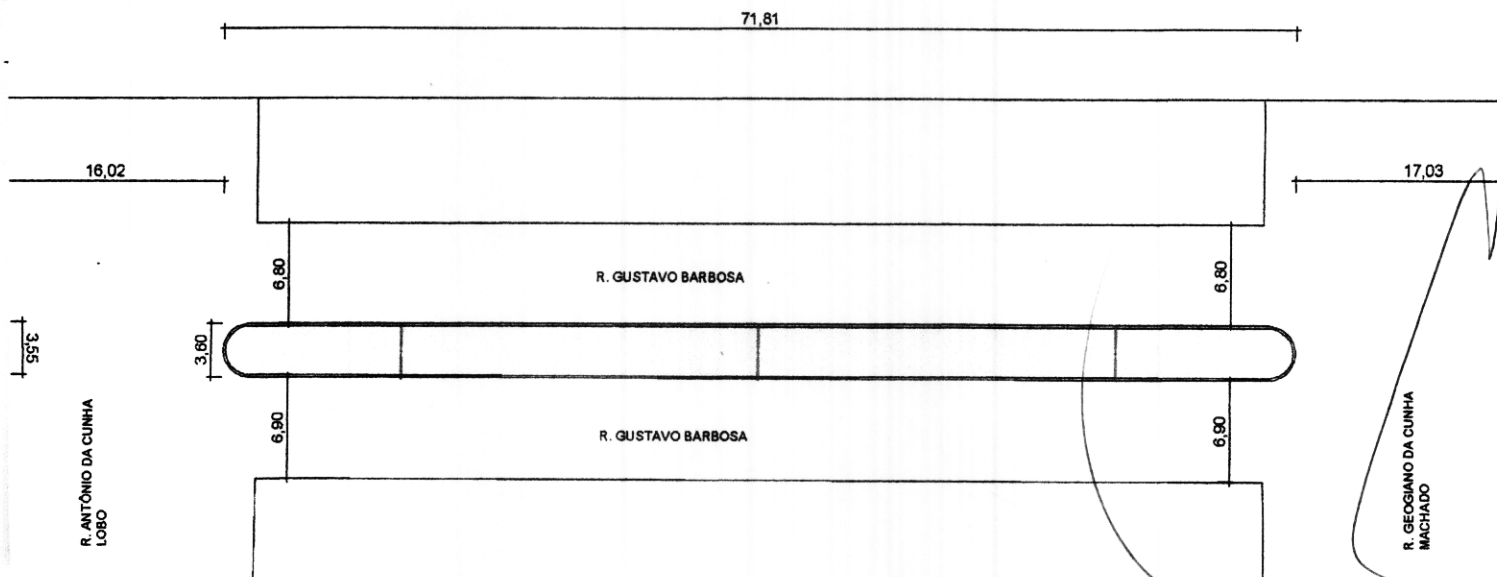 71,81
16,02
17,03
6,80
R. GUSTAVO BARBOSA
6,80
3,55
3,60
6,90
R. GUSTAVO BARBOSA
6,90
R. ANTÔNIO DA CUNHA
LOBO
R. GEOGIANO DA CUNHA
MACHADO